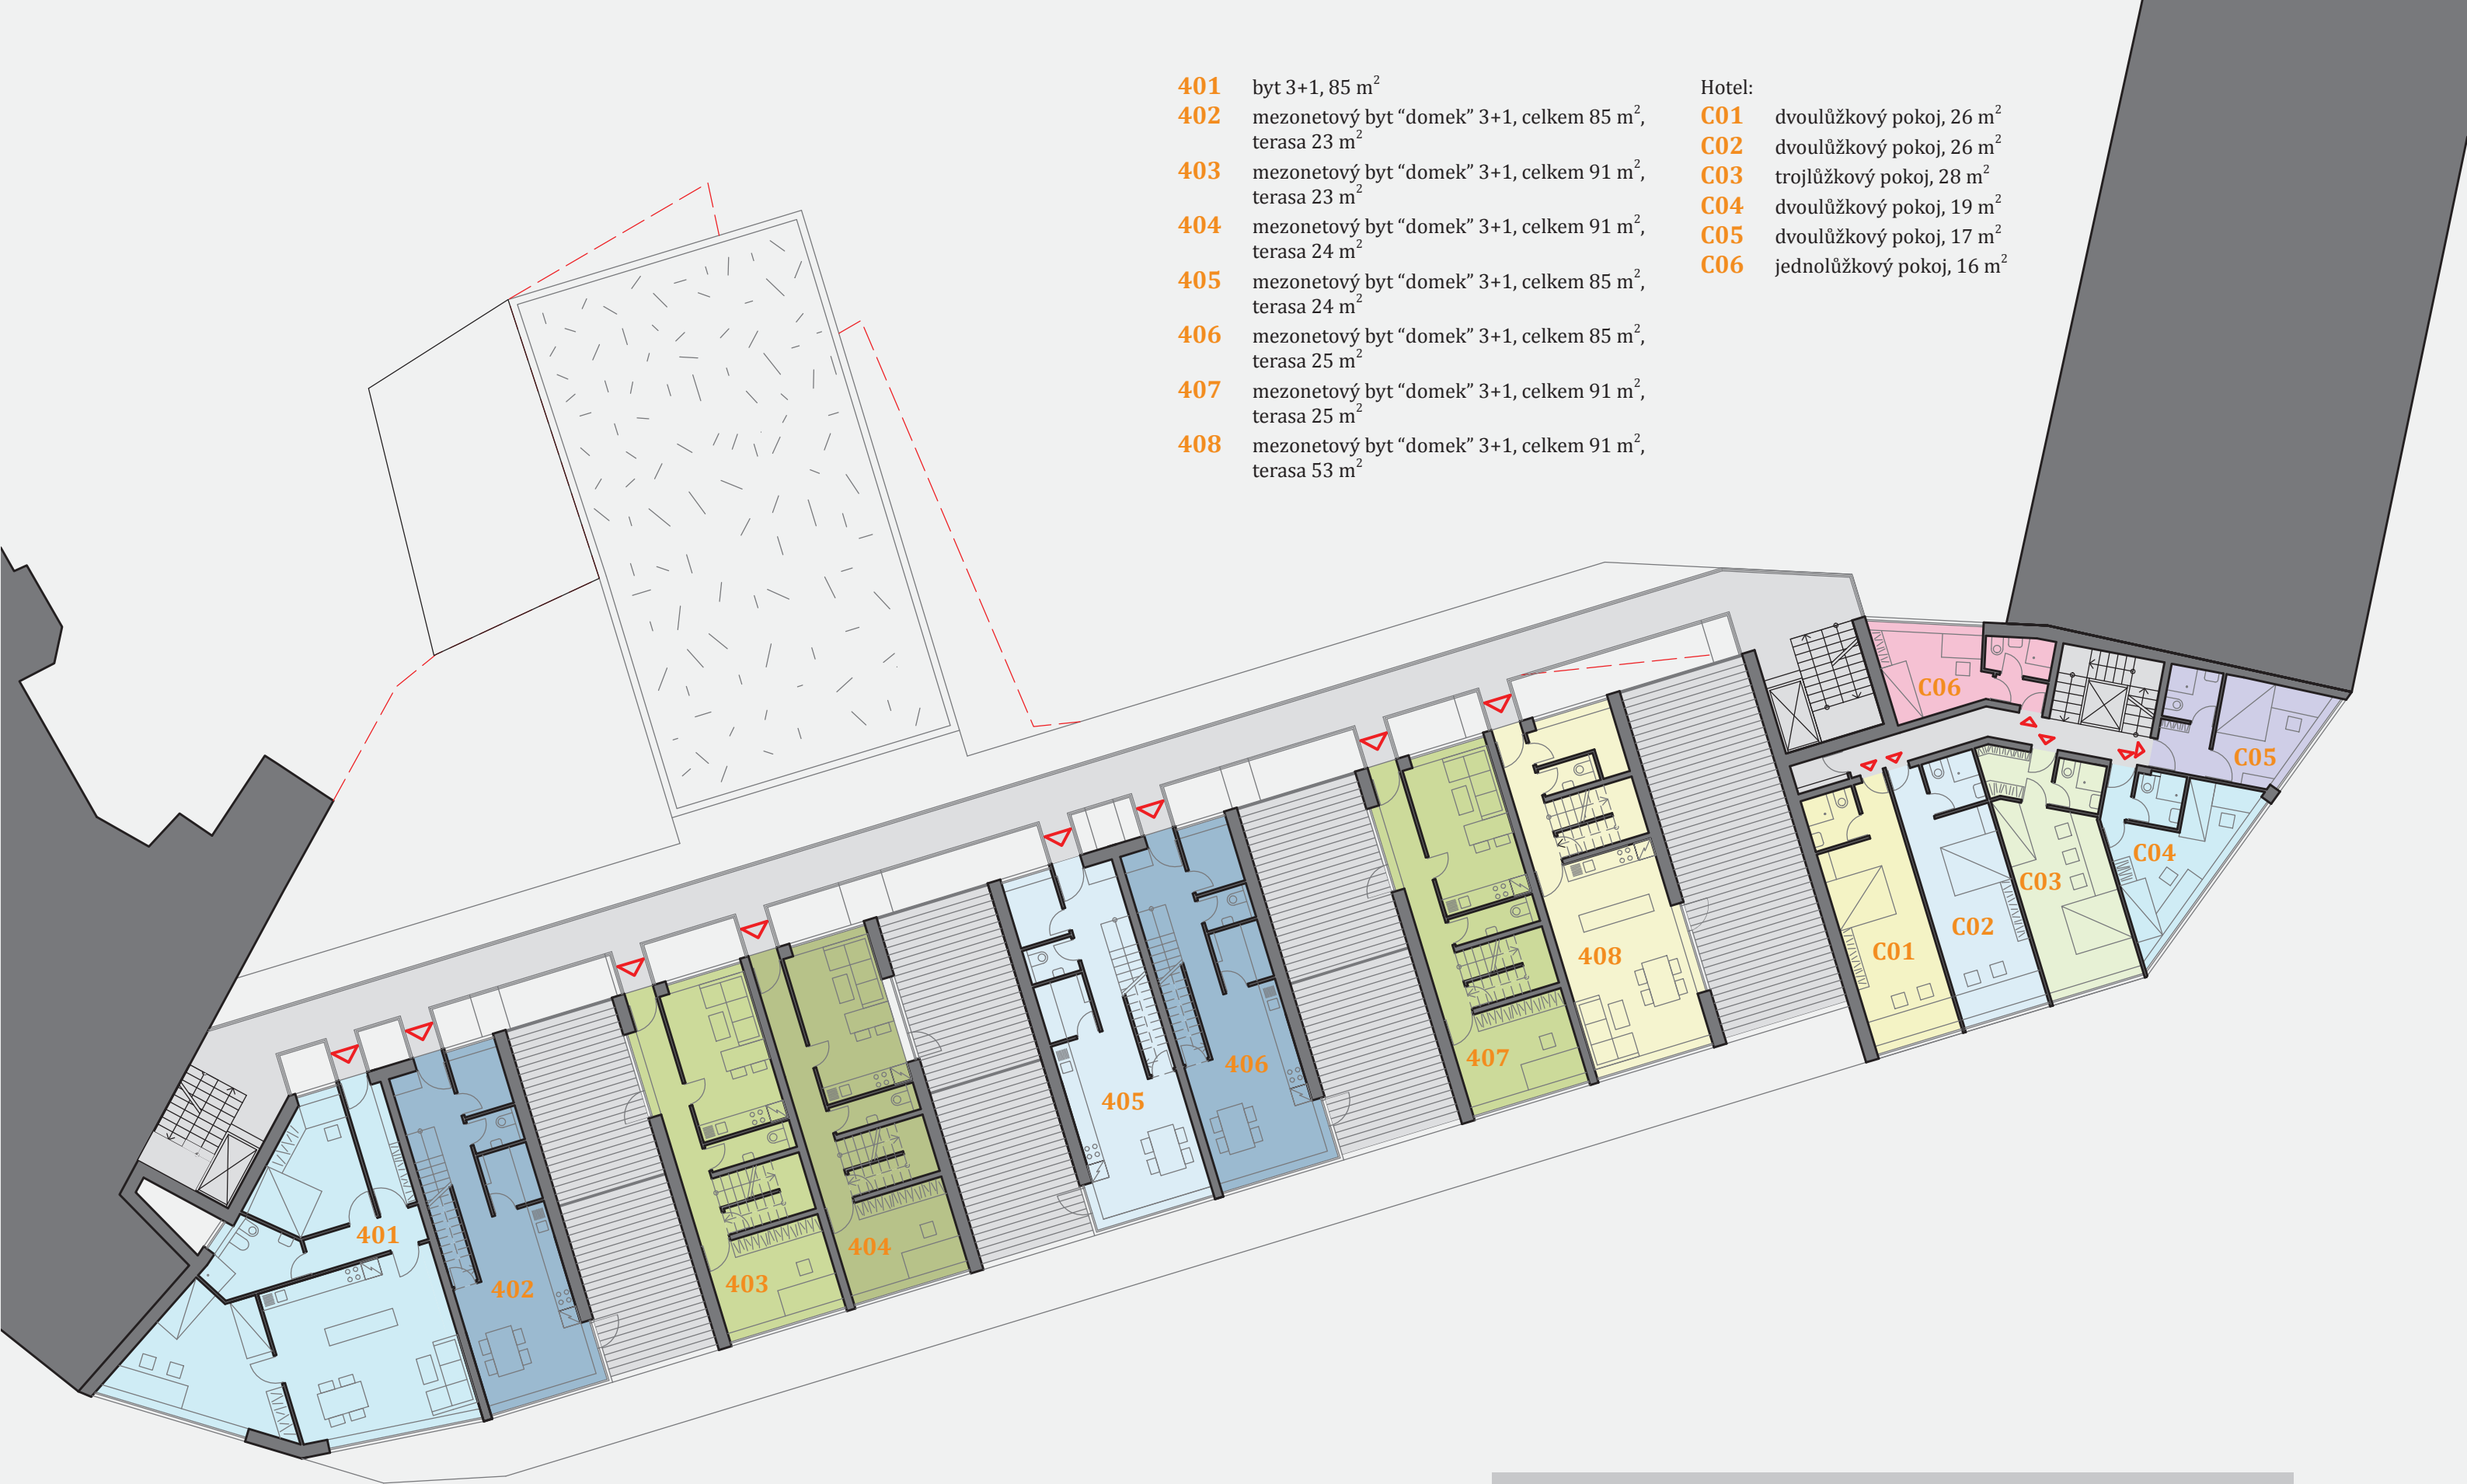 401 byt 3+1, 85 m²
402 mezonetový byt “domek” 3+1, celkem 85 m²,
terasa 23 m²
403 mezonetový byt “domek” 3+1, celkem 91 m²,
terasa 23 m²
404 mezonetový byt “domek” 3+1, celkem 91 m²,
terasa 24 m²
405 mezonetový byt “domek” 3+1, celkem 85 m²,
terasa 24 m²
406 mezonetový byt “domek” 3+1, celkem 85 m²,
terasa 25 m²
407 mezonetový byt “domek” 3+1, celkem 91 m²,
terasa 25 m²
408 mezonetový byt “domek” 3+1, celkem 91 m²,
terasa 53 m²
Hotel:
C01 dvoulůžkový pokoj, 26 m²
C02 dvoulůžkový pokoj, 26 m²
C03 trojlůžkový pokoj, 28 m²
C04 dvoulůžkový pokoj, 19 m²
C05 dvoulůžkový pokoj, 17 m²
C06 jednolůžkový pokoj, 16 m²
401
402
403
404
405
406
407
408
C01
C02
C03
C04
C05
C06